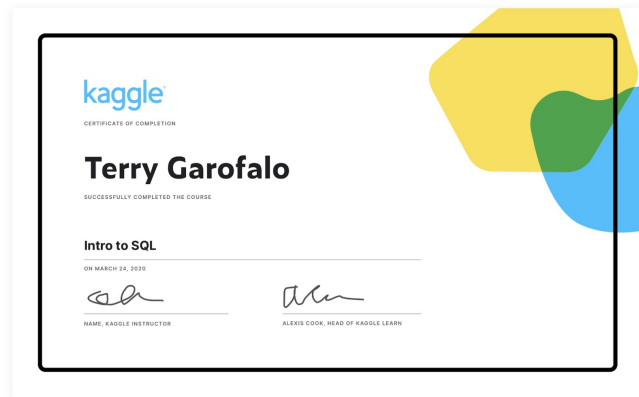 kaggle
CERTIFICATE OF COMPLETION
Terry Garofalo
SUCCESSFULLY COMPLETED THE COURSE
Intro to SQL
ON MARCH 24, 2020
NAME, KAGGLE INSTRUCTOR
ALEXIS COOK, HEAD OF KAGGLE LEARN